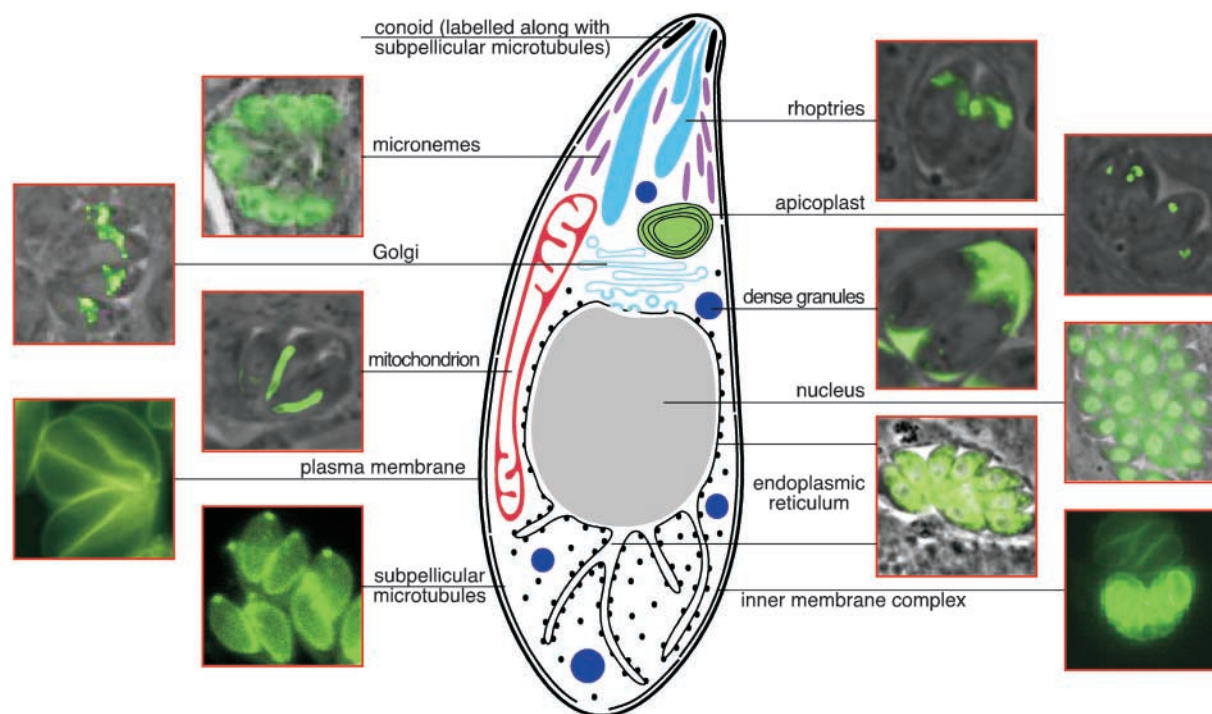 conoid (labelled along with
subpellicular microtubules)
rhoptries
micronemes
apicoplast
Golgi
dense granules
mitochondrion
nucleus
plasma membrane
endoplasmic
reticulum
subpellicular
microtubules
inner membrane complex